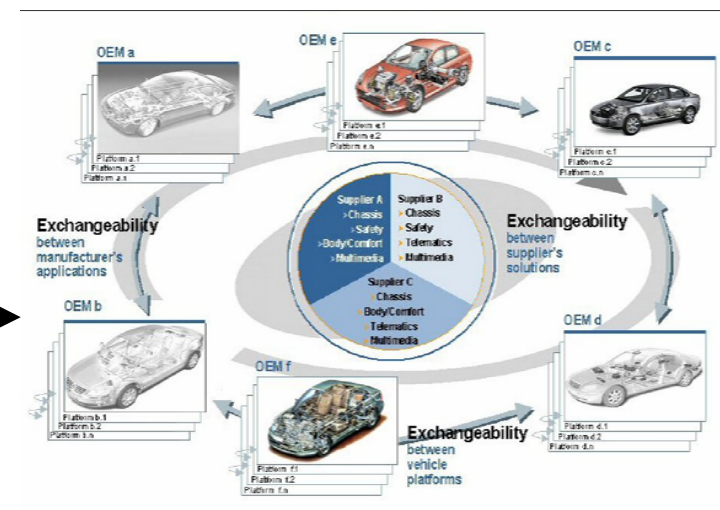 OEM a
Platform a.1
Platform a.2
Platform a.n
OEM e
Platform e.1
Platform e.2
Platform e.n
OEM c
Platform c.1
Platform c.2
Platform c.n
Exchangeability
between
manufacturer's
applications
Supplier A
>Chassis
>Safety
>Body/Comfort
>Multimedia
Supplier B
> Chassis
> Safety
> Telematics
> Multimedia
Supplier C
> Chassis
> Body/Comfort
> Telematics
> Multimedia
Exchangeability
between
supplier's
solutions
OEM b
Platform b.1
Platform b.2
Platform b.n
OEM f
Platform f.1
Platform f.2
Platform f.n
OEM d
Platform d.1
Platform d.2
Platform d.n
Exchangeability
between
vehicle
platforms